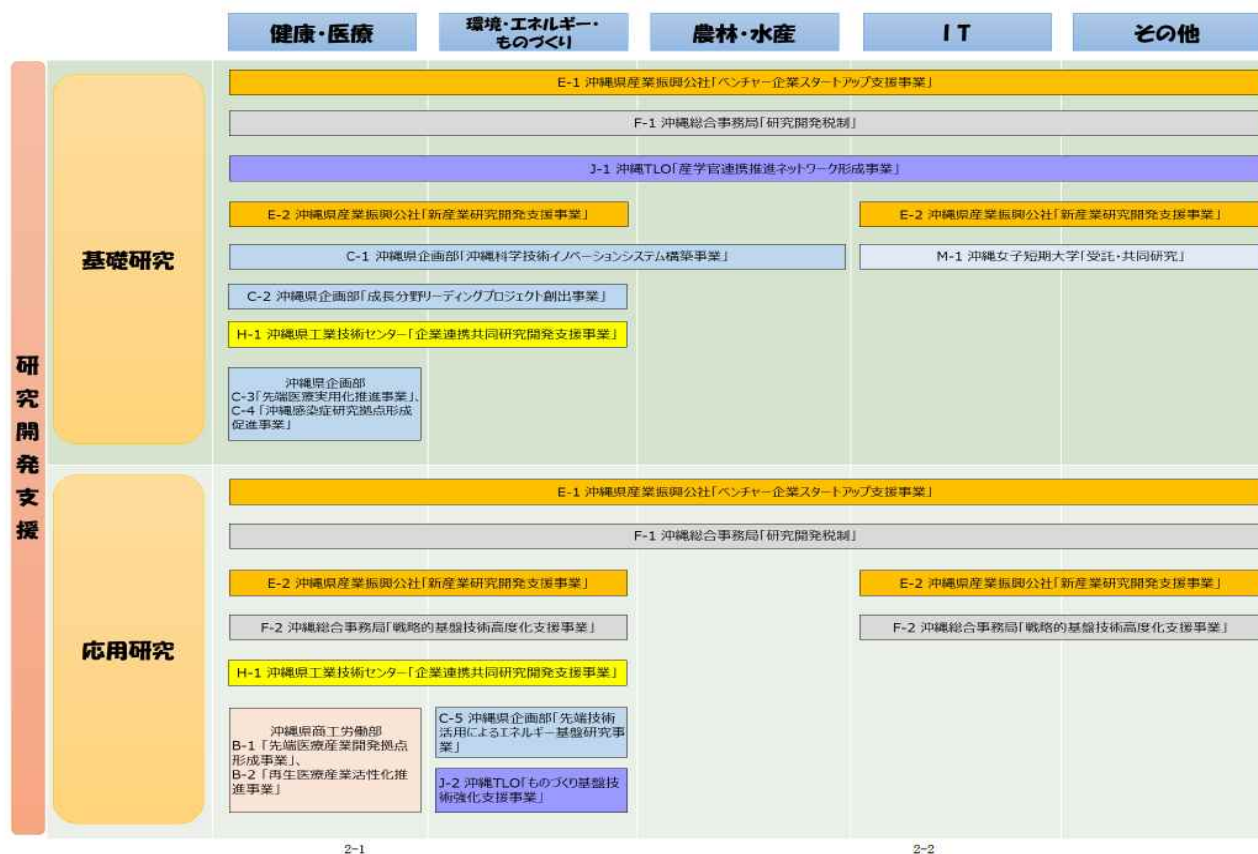 健康・医療
環境・エネルギー・
ものづくり
農林・水産
IT
その他
研究開発支援
基礎研究
E-1 沖縄県産業振興公社「ベンチャー企業スタートアップ支援事業」
F-1 沖縄総合事務局「研究開発税制」
J-1 沖縄TLO「産学官連携推進ネットワーク形成事業」
E-2 沖縄県産業振興公社「新産業研究開発支援事業」
E-2 沖縄県産業振興公社「新産業研究開発支援事業」
C-1 沖縄県企画部「沖縄科学技術イノベーションシステム構築事業」
M-1 沖縄女子短期大学「受託・共同研究」
C-2 沖縄県企画部「成長分野リーディングプロジェクト創出事業」
H-1 沖縄県工業技術センター「企業連携共同研究開発支援事業」
沖縄県企画部
C-3「先端医療実用化推進事業」、
C-4「沖縄感染症研究拠点形成
促進事業」
応用研究
E-1 沖縄県産業振興公社「ベンチャー企業スタートアップ支援事業」
F-1 沖縄総合事務局「研究開発税制」
E-2 沖縄県産業振興公社「新産業研究開発支援事業」
E-2 沖縄県産業振興公社「新産業研究開発支援事業」
F-2 沖縄総合事務局「戦略的基盤技術高度化支援事業」
F-2 沖縄総合事務局「戦略的基盤技術高度化支援事業」
H-1 沖縄県工業技術センター「企業連携共同研究開発支援事業」
沖縄県商工労働部
B-1「先端医療産業開発拠点
形成事業」、
B-2「再生医療産業活性化推
進事業」
C-5 沖縄県企画部「先端技術
活用によるエネルギー基盤研究事
業」
J-2 沖縄TLO「ものづくり基盤技
術強化支援事業」
2-1
2-2